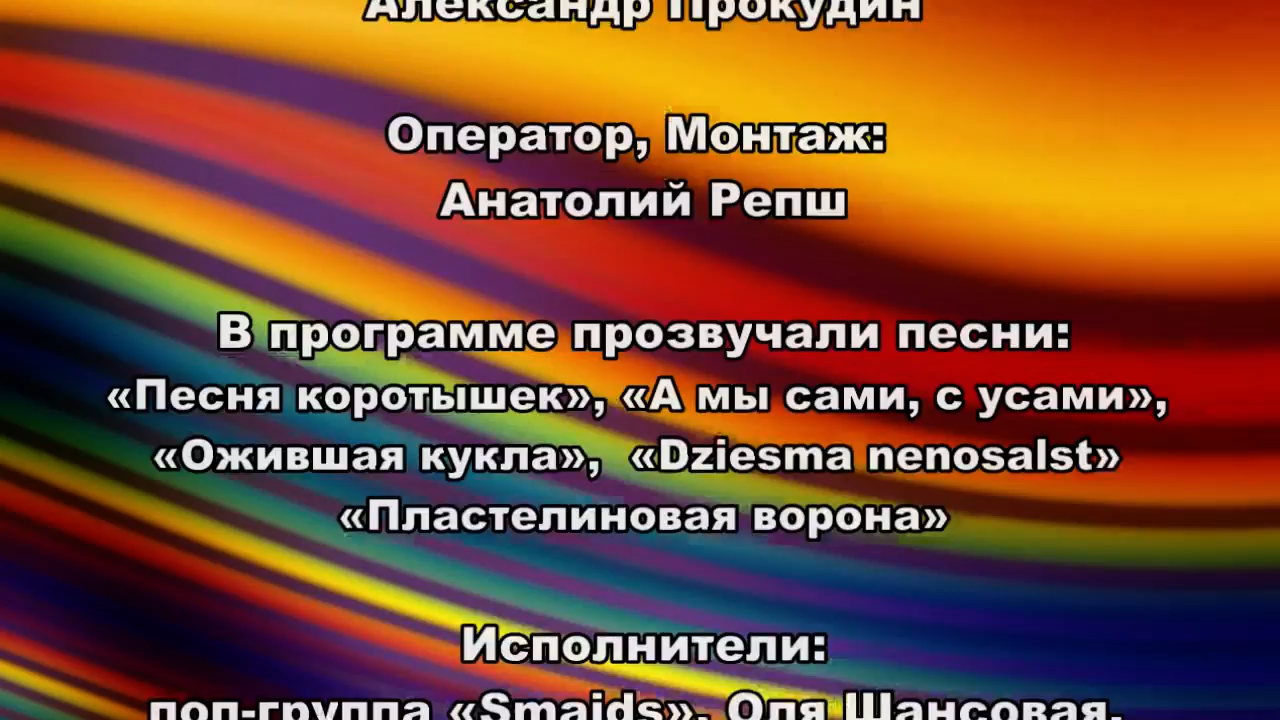 Александр Прокудин
Оператор, Монтаж:
Анатолий Репш
В программе прозвучали песни:
«Песня коротышек», «А мы сами, с усами»,
«Ожившая кукла», «Dziesma nenosalst»
«Пластелиновая ворона»
Исполнители:
поп-группа «Smaids», Оля Шансовая,